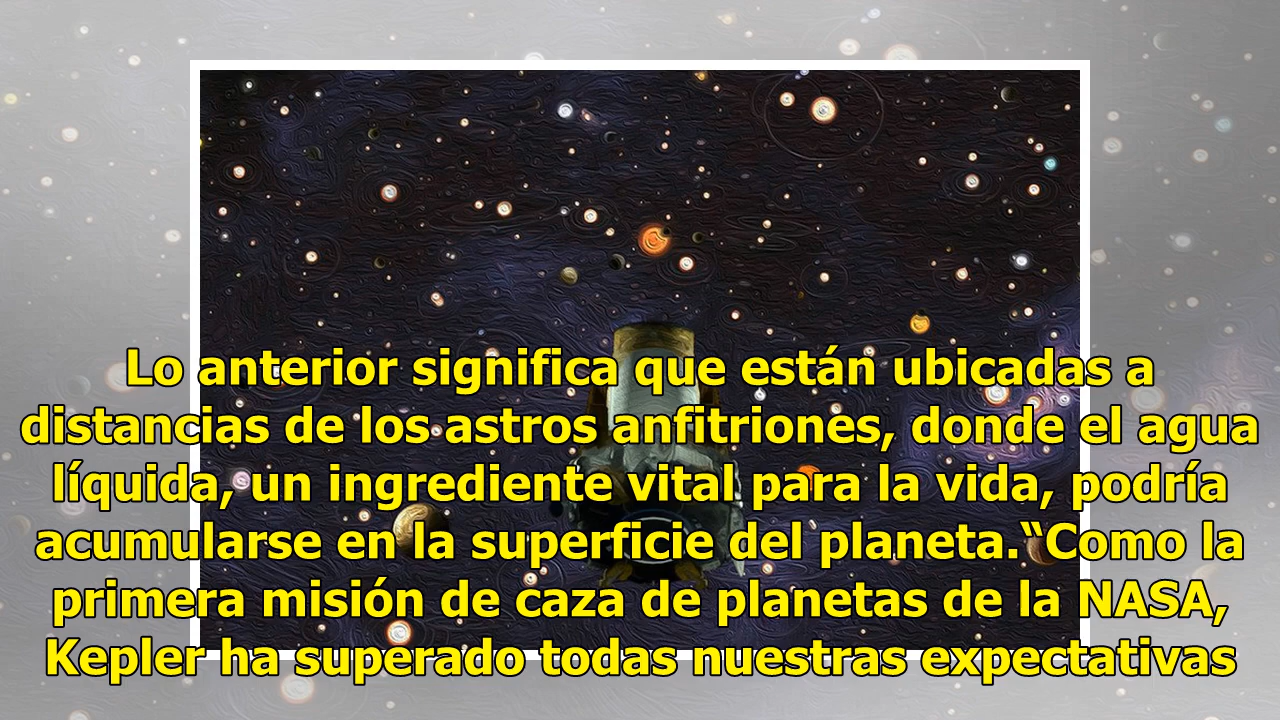 Lo anterior significa que están ubicadas a
distancias de los astros anfitriones, donde el agua
líquida, un ingrediente vital para la vida, podría
acumularse en la superficie del planeta.“Como la
primera misión de caza de planetas de la NASA,
Kepler ha superado todas nuestras expectativas